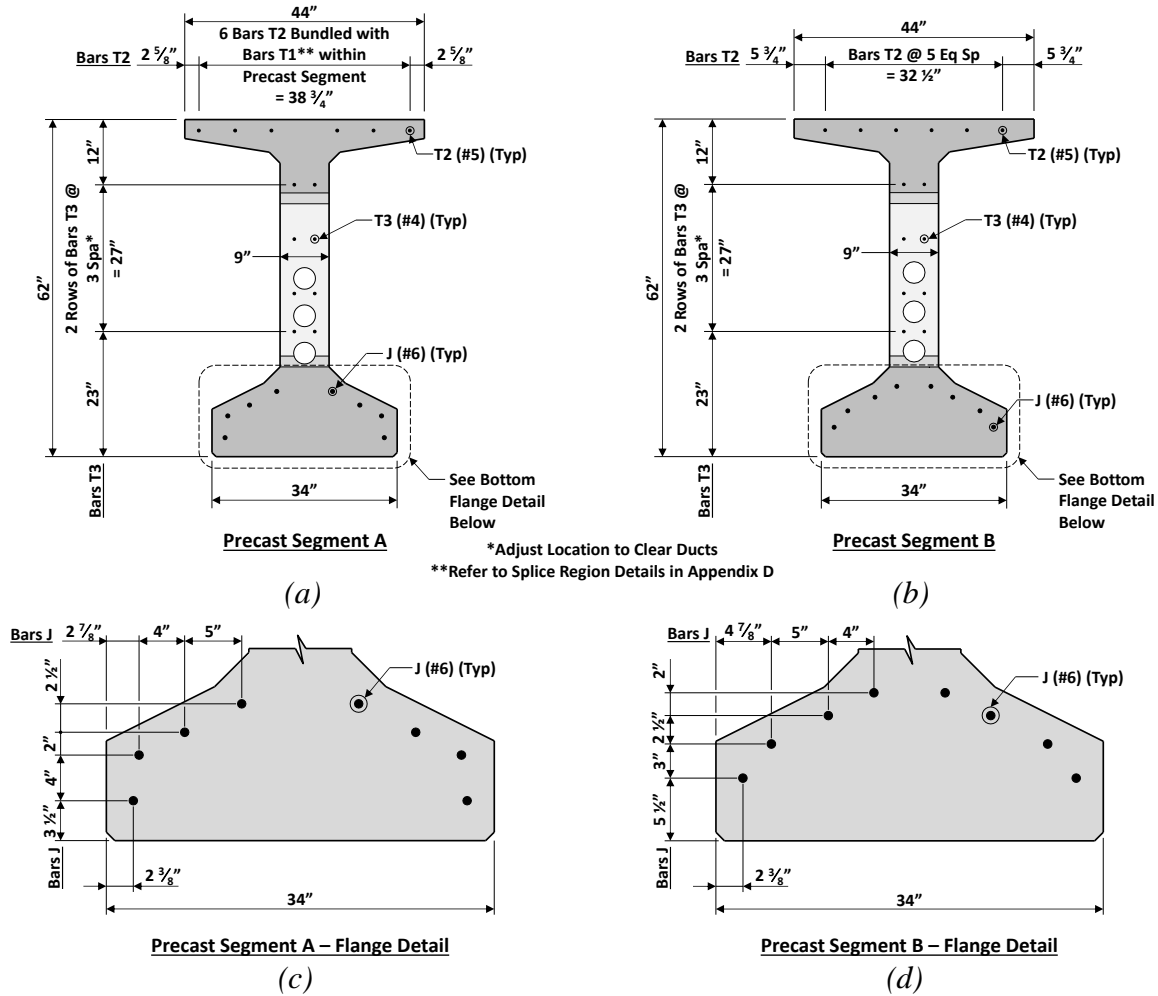 44”
6 Bars T2 Bundled with
Bars T2 2 ⅝” Bars T1** within 2 ⅝”
Precast Segment
= 38 ¾”
62”
12”
2 Rows of Bars T3 @
3 Spa*
= 27”
23”
Bars T3
T2 (#5) (Typ)
T3 (#4) (Typ)
9”
J (#6) (Typ)
34”
See Bottom
Flange Detail
Below
Precast Segment A
(a)
44”
Bars T2 5 ¾” Bars T2 @ 5 Eq Sp 5 ¾”
= 32 ½”
62”
12”
2 Rows of Bars T3 @
3 Spa*
= 27”
23”
Bars T3
T2 (#5) (Typ)
T3 (#4) (Typ)
9”
J (#6) (Typ)
34”
See Bottom
Flange Detail
Below
Precast Segment B
(b)
*Adjust Location to Clear Ducts
**Refer to Splice Region Details in Appendix D
Bars J 2 ⅞” 4” 5”
2 ½”
2”
4”
3 ½”
Bars J
J (#6) (Typ)
2 ⅜”
34”
Precast Segment A – Flange Detail
(c)
Bars J 4 ⅞” 5” 4”
2”
2 ½”
3”
5 ½”
Bars J
J (#6) (Typ)
2 ⅜”
34”
Precast Segment B – Flange Detail
(d)